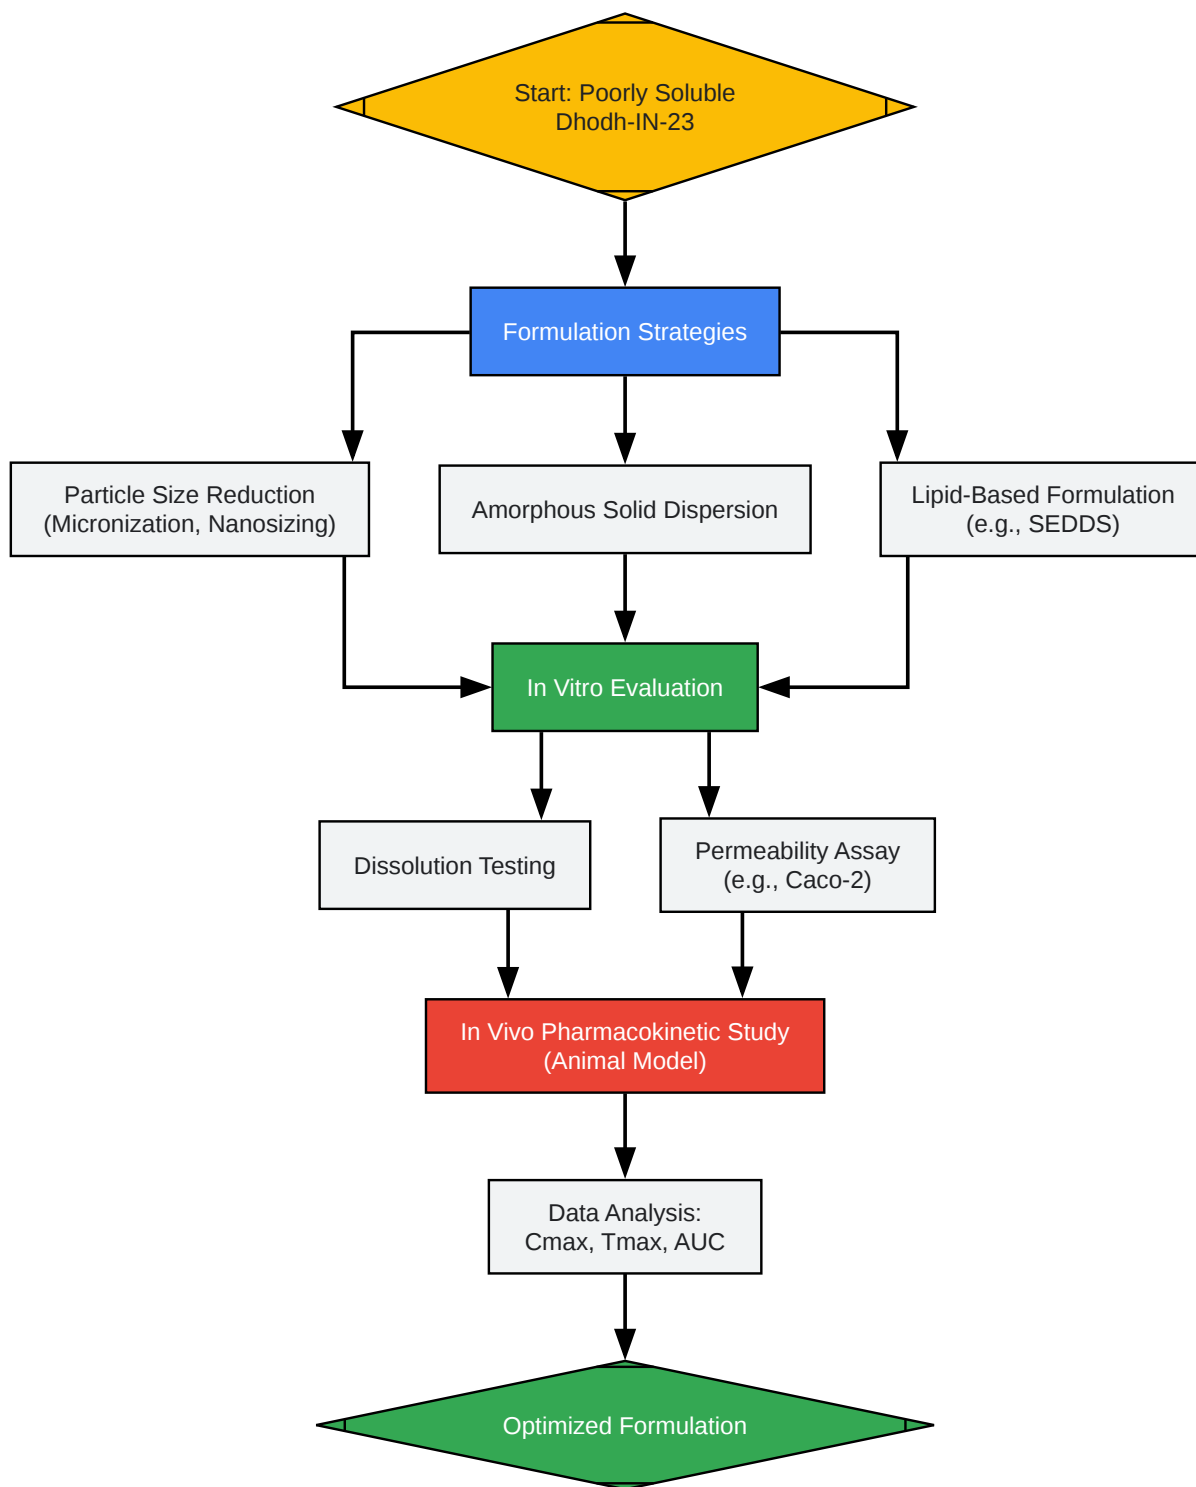 Start: Poorly Soluble
Dhodh-IN-23
Formulation Strategies
Particle Size Reduction
(Micronization, Nanosizing)
Amorphous Solid Dispersion
Lipid-Based Formulation
(e.g., SEDDS)
In Vitro Evaluation
Dissolution Testing
Permeability Assay
(e.g., Caco-2)
In Vivo Pharmacokinetic Study
(Animal Model)
Data Analysis:
Cmax, Tmax, AUC
Optimized Formulation